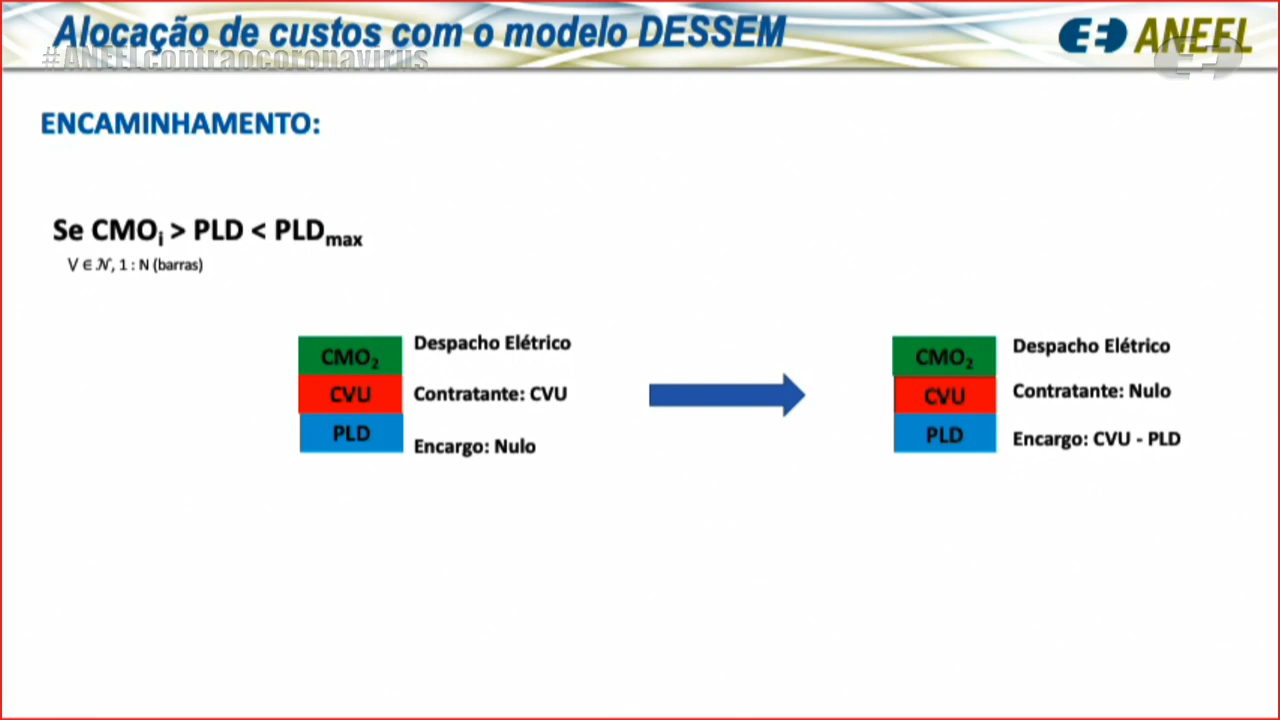 Alocação de custos com o modelo DESSEM
ANEEL
#ANEELcontraocoronavirus
ENCAMINHAMENTO:
Se CMOi > PLD < PLDmax
∀ ∈ 𝒩, 1 : N (barras)
CMO2
Despacho Elétrico
CVU
Contratante: CVU
PLD
Encargo: Nulo
CMO2
Despacho Elétrico
CVU
Contratante: Nulo
PLD
Encargo: CVU - PLD